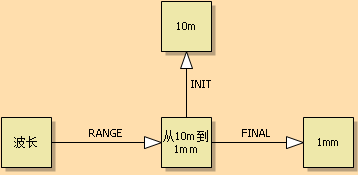 10m
INIT
波长
RANGE
从10m到
1mm
FINAL
1mm